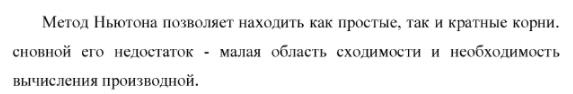 Метод Ньютона позволяет находить как простые, так и кратные корни.
сновной его недостаток - малая область сходимости и необходимость
вычисления производной.